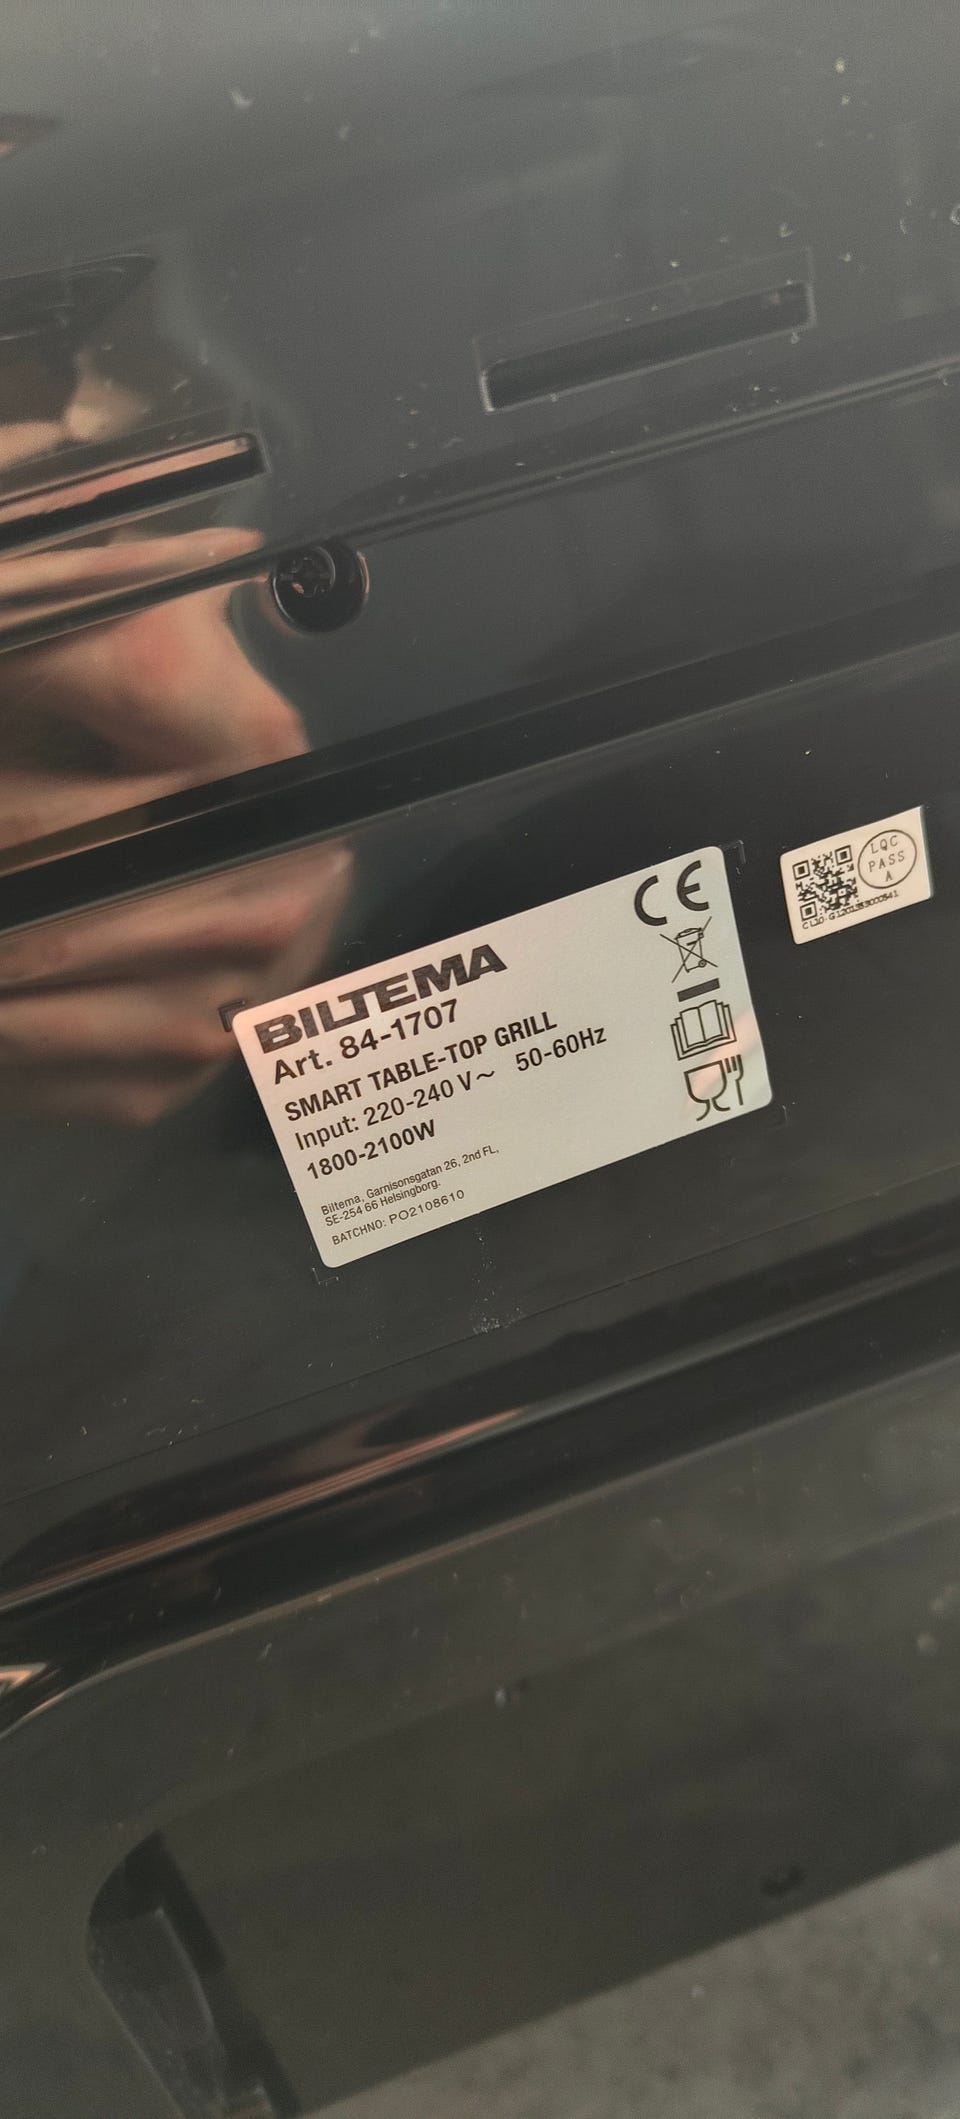 BILTEMA
Art. 84-1707
SMART TABLE-TOP GRILL
Input: 220-240 V~ 50-60Hz
1800-2100W
Biltema, Garnisonsgatan 26, 2nd FL,
SE-254 66 Helsingborg.
BATCHNO: PO2108610
CE
LQC
PASS
A